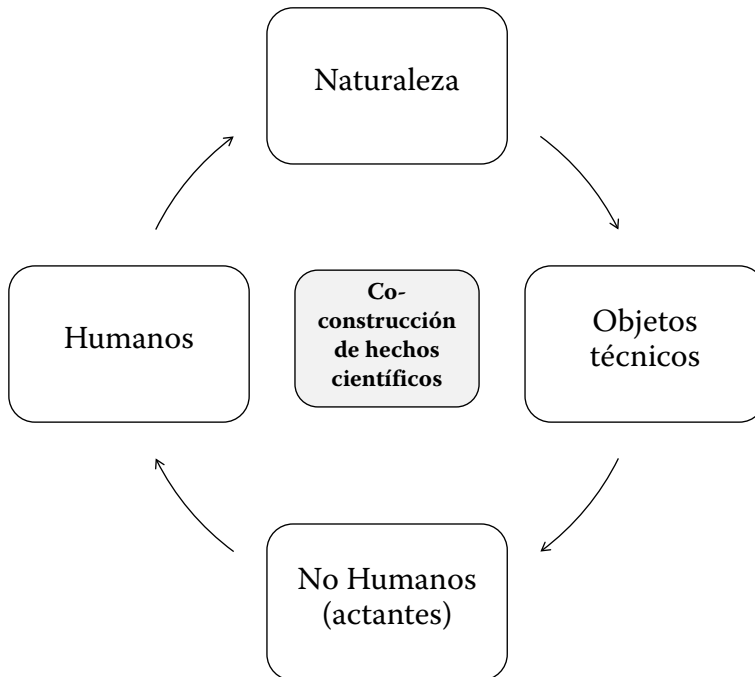 Naturaleza
Humanos
Co-
construcción
de hechos
científicos
Objetos
técnicos
No Humanos
(actantes)